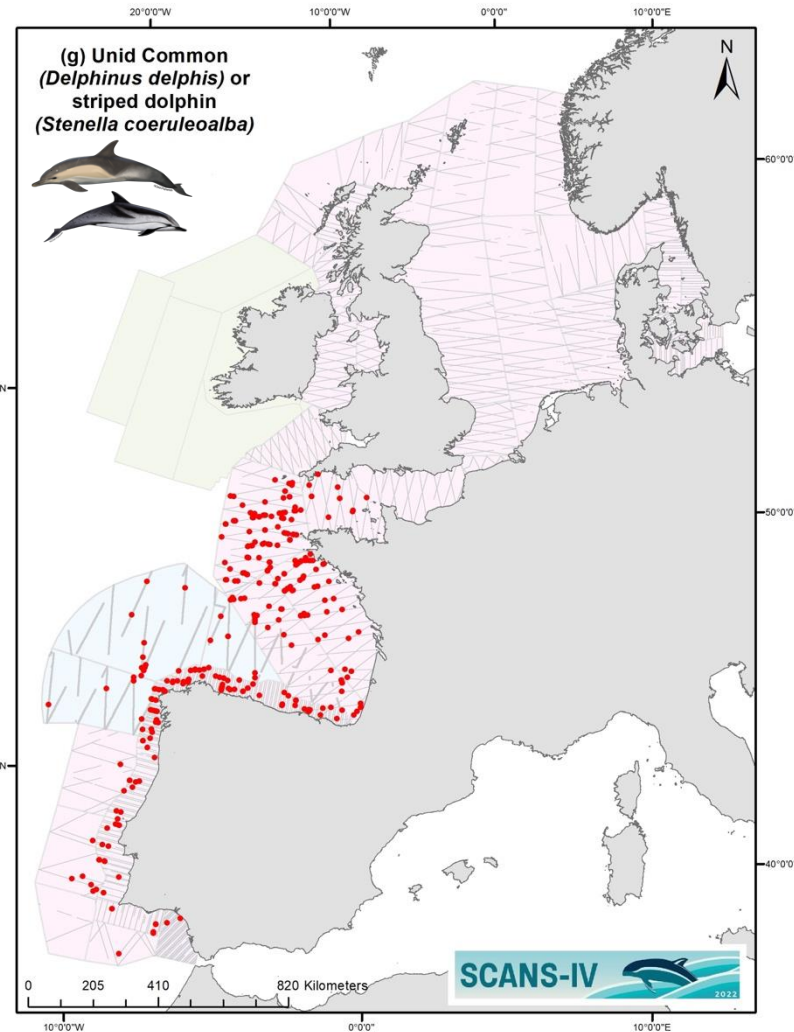 20°0'0"W
10°0'0"W
0°0'0"
10°0'0"E
(g) Unid Common
(Delphinus delphis) or
striped dolphin
(Stenella coeruleoalba)
N
60°0'0
N
50°0'0
N
40°0'0
SCANS-IV
2022
0 205 410 820 Kilometers
10°0'0"W
0°0'0"
10°0'0"E